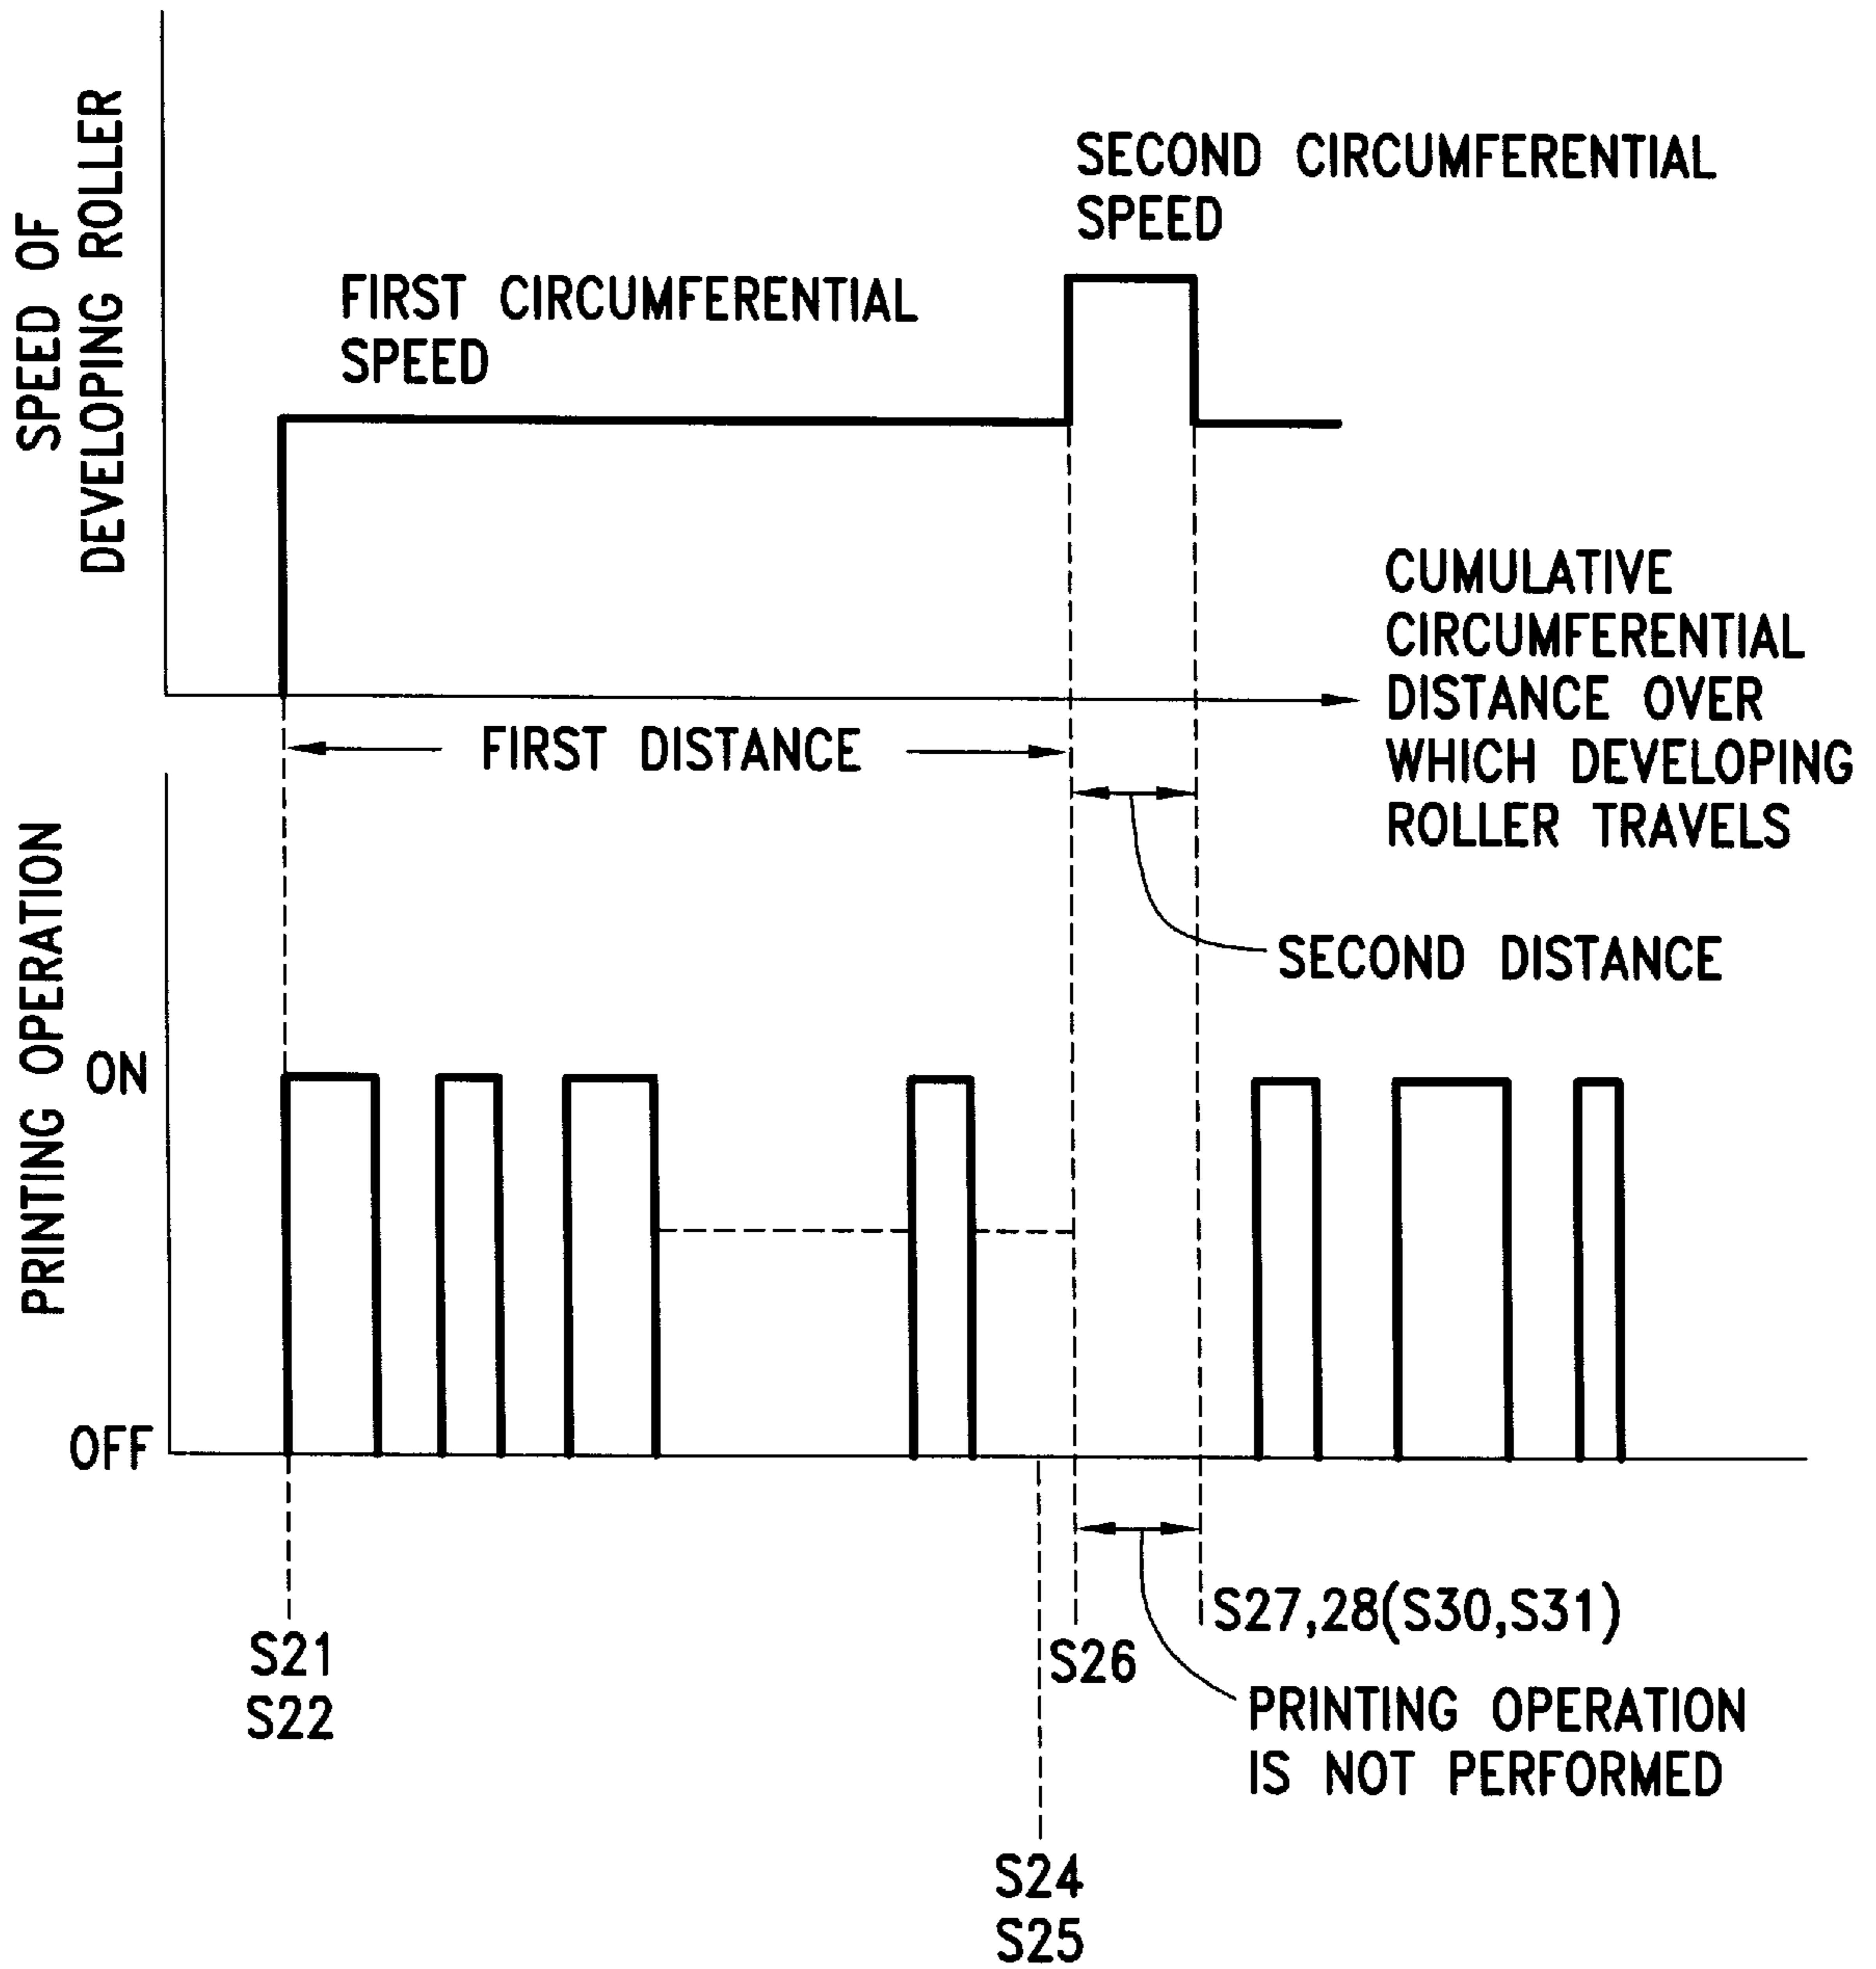 SPEED OF
DEVELOPING ROLLER
SECOND CIRCUMFERENTIAL
SPEED
FIRST CIRCUMFERENTIAL
SPEED
CUMULATIVE
CIRCUMFERENTIAL
DISTANCE OVER
WHICH DEVELOPING
ROLLER TRAVELS
FIRST DISTANCE
SECOND DISTANCE
PRINTING OPERATION
ON
OFF
S21
S22
S26
S27,28(S30,S31)
PRINTING OPERATION
IS NOT PERFORMED
S24
S25